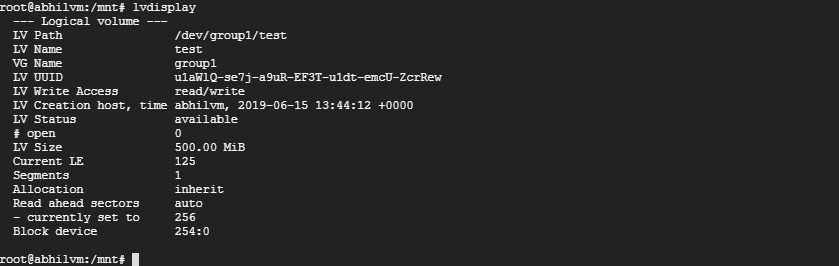 root@abhilvm:/mnt# lvdisplay
--- Logical volume ---
LV Path /dev/group1/test
LV Name test
VG Name group1
LV UUID u1aWlQ-se7j-a9uR-EF3T-u1dt-emcU-ZcrRew
LV Write Access read/write
LV Creation host, time abhilvm, 2019-06-15 13:44:12 +0000
LV Status available
# open 0
LV Size 500.00 MiB
Current LE 125
Segments 1
Allocation inherit
Read ahead sectors auto
- currently set to 256
Block device 254:0
root@abhilvm:/mnt#